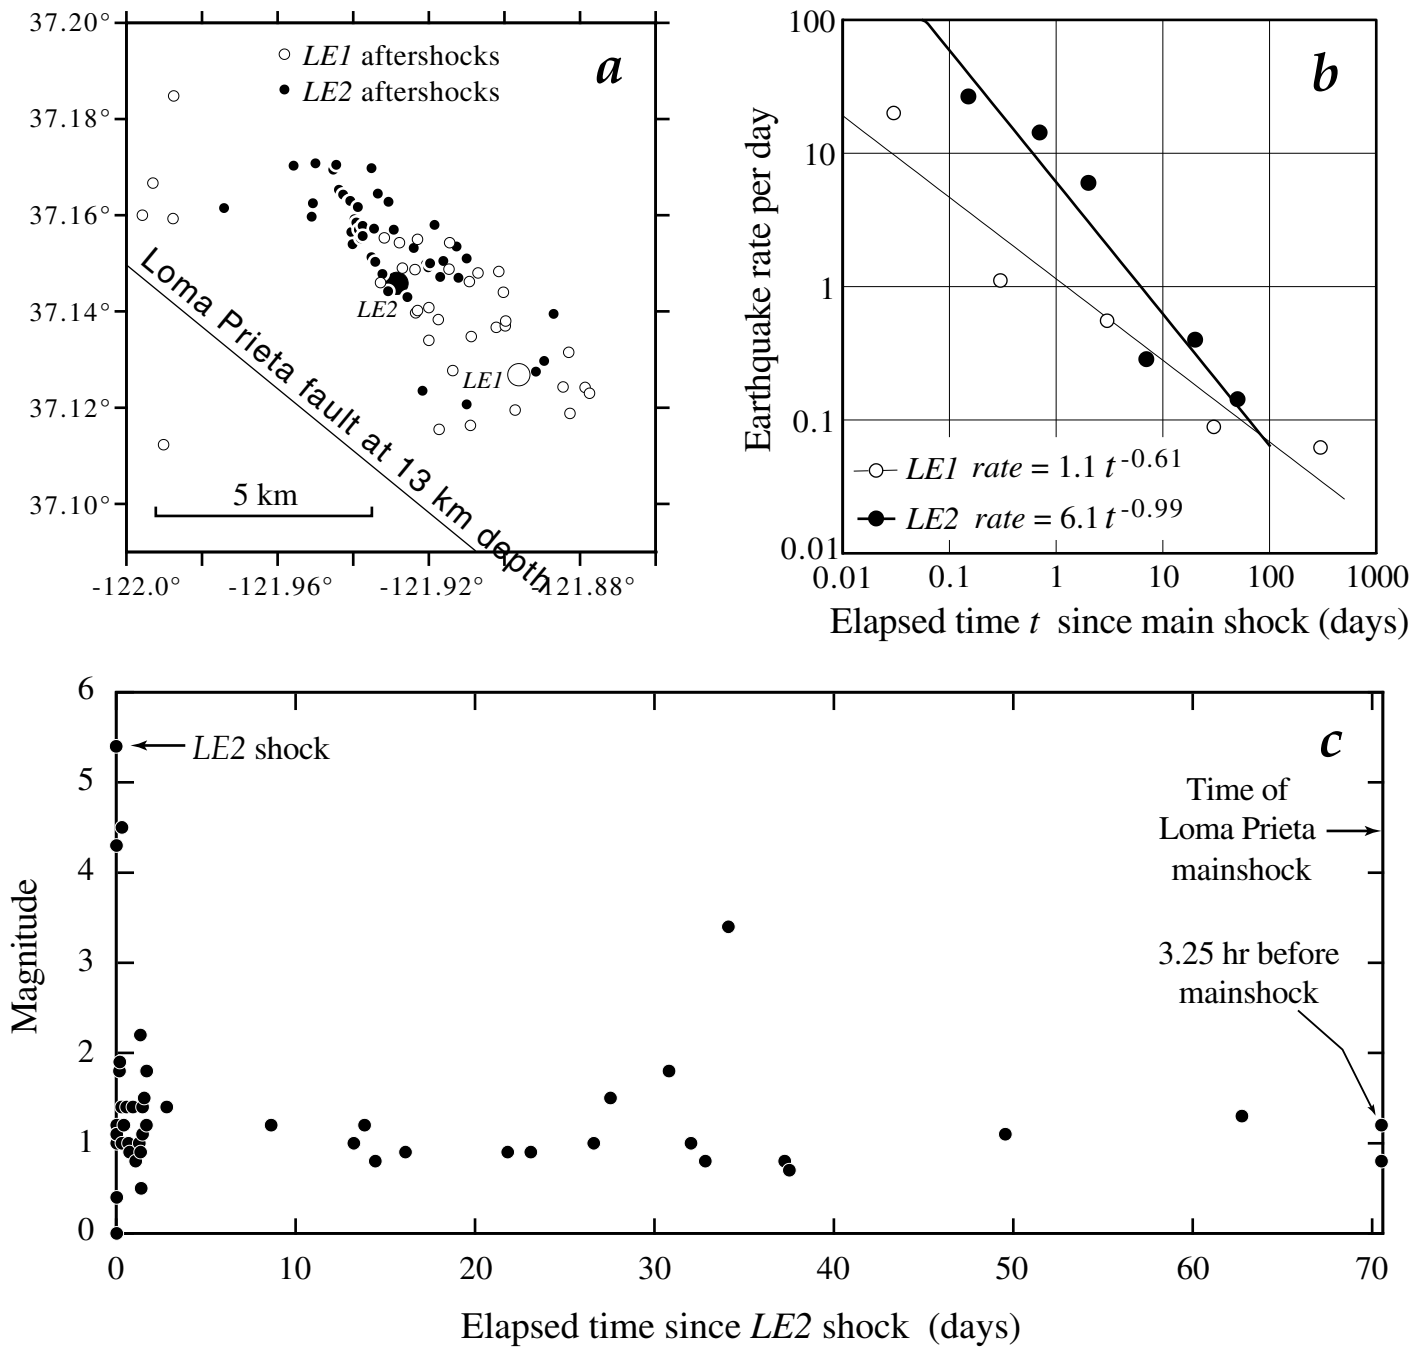 37.20°
37.18°
37.16°
37.14°
37.12°
37.10°
LE1 aftershocks
LE2 aftershocks
a
LE2
LE1
Loma Prieta fault at 13 km depth
5 km
-122.0° -121.96° -121.92° -121.88°
b
Earthquake rate per day
100
10
1
0.1
0.01
LE1 rate = 1.1 t^-0.61
LE2 rate = 6.1 t^-0.99
0.01 0.1 1 10 100 1000
Elapsed time t since main shock (days)
c
Magnitude
6
5
4
3
2
1
0
LE2 shock
Time of
Loma Prieta
mainshock
3.25 hr before
mainshock
0 10 20 30 40 50 60 70
Elapsed time since LE2 shock (days)